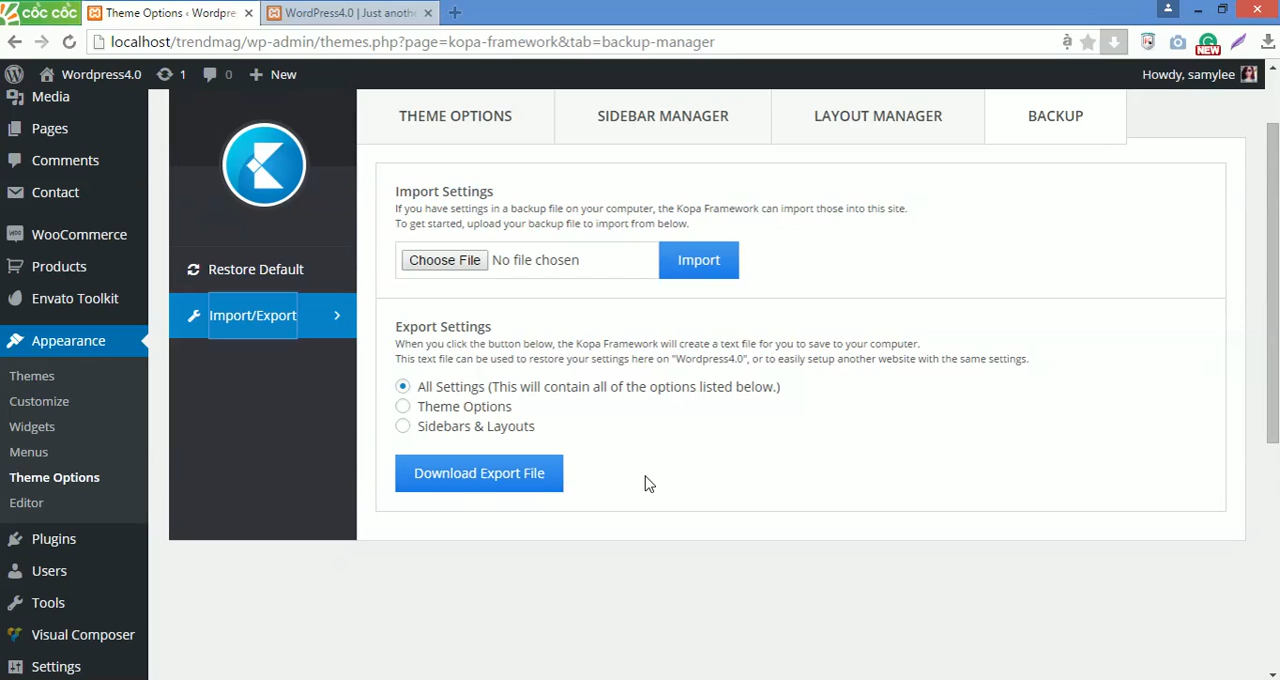 cốc cốc
Theme Options ‹ Wordpre
WordPress4.0 | Just anothe
localhost/trendmag/wp-admin/themes.php?page=kopa-framework&tab=backup-manager
NEW
Wordpress4.0
1
0
New
Howdy, samylee
Media
Pages
Comments
Contact
WooCommerce
Products
Envato Toolkit
Appearance
Themes
Customize
Widgets
Menus
Theme Options
Editor
Plugins
Users
Tools
Visual Composer
Settings
Restore Default
Import/Export
THEME OPTIONS
SIDEBAR MANAGER
LAYOUT MANAGER
BACKUP
Import Settings
If you have settings in a backup file on your computer, the Kopa Framework can import those into this site.
To get started, upload your backup file to import from below.
Choose File No file chosen
Import
Export Settings
When you click the button below, the Kopa Framework will create a text file for you to save to your computer.
This text file can be used to restore your settings here on "Wordpress4.0", or to easily setup another website with the same settings.
All Settings (This will contain all of the options listed below.)
Theme Options
Sidebars & Layouts
Download Export File